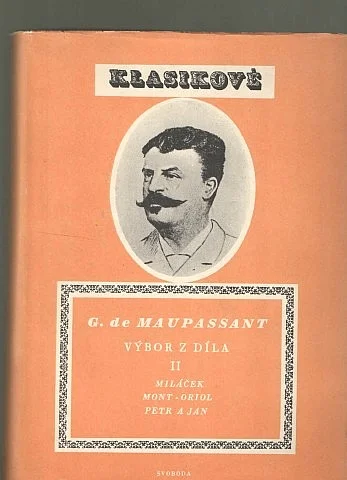 KLASIKOVÉ
G. de MAUPASSANT
VÝBOR Z DÍLA
II
MILÁČEK
MONT-ORIOL
PETR A JAN
SVOBODA